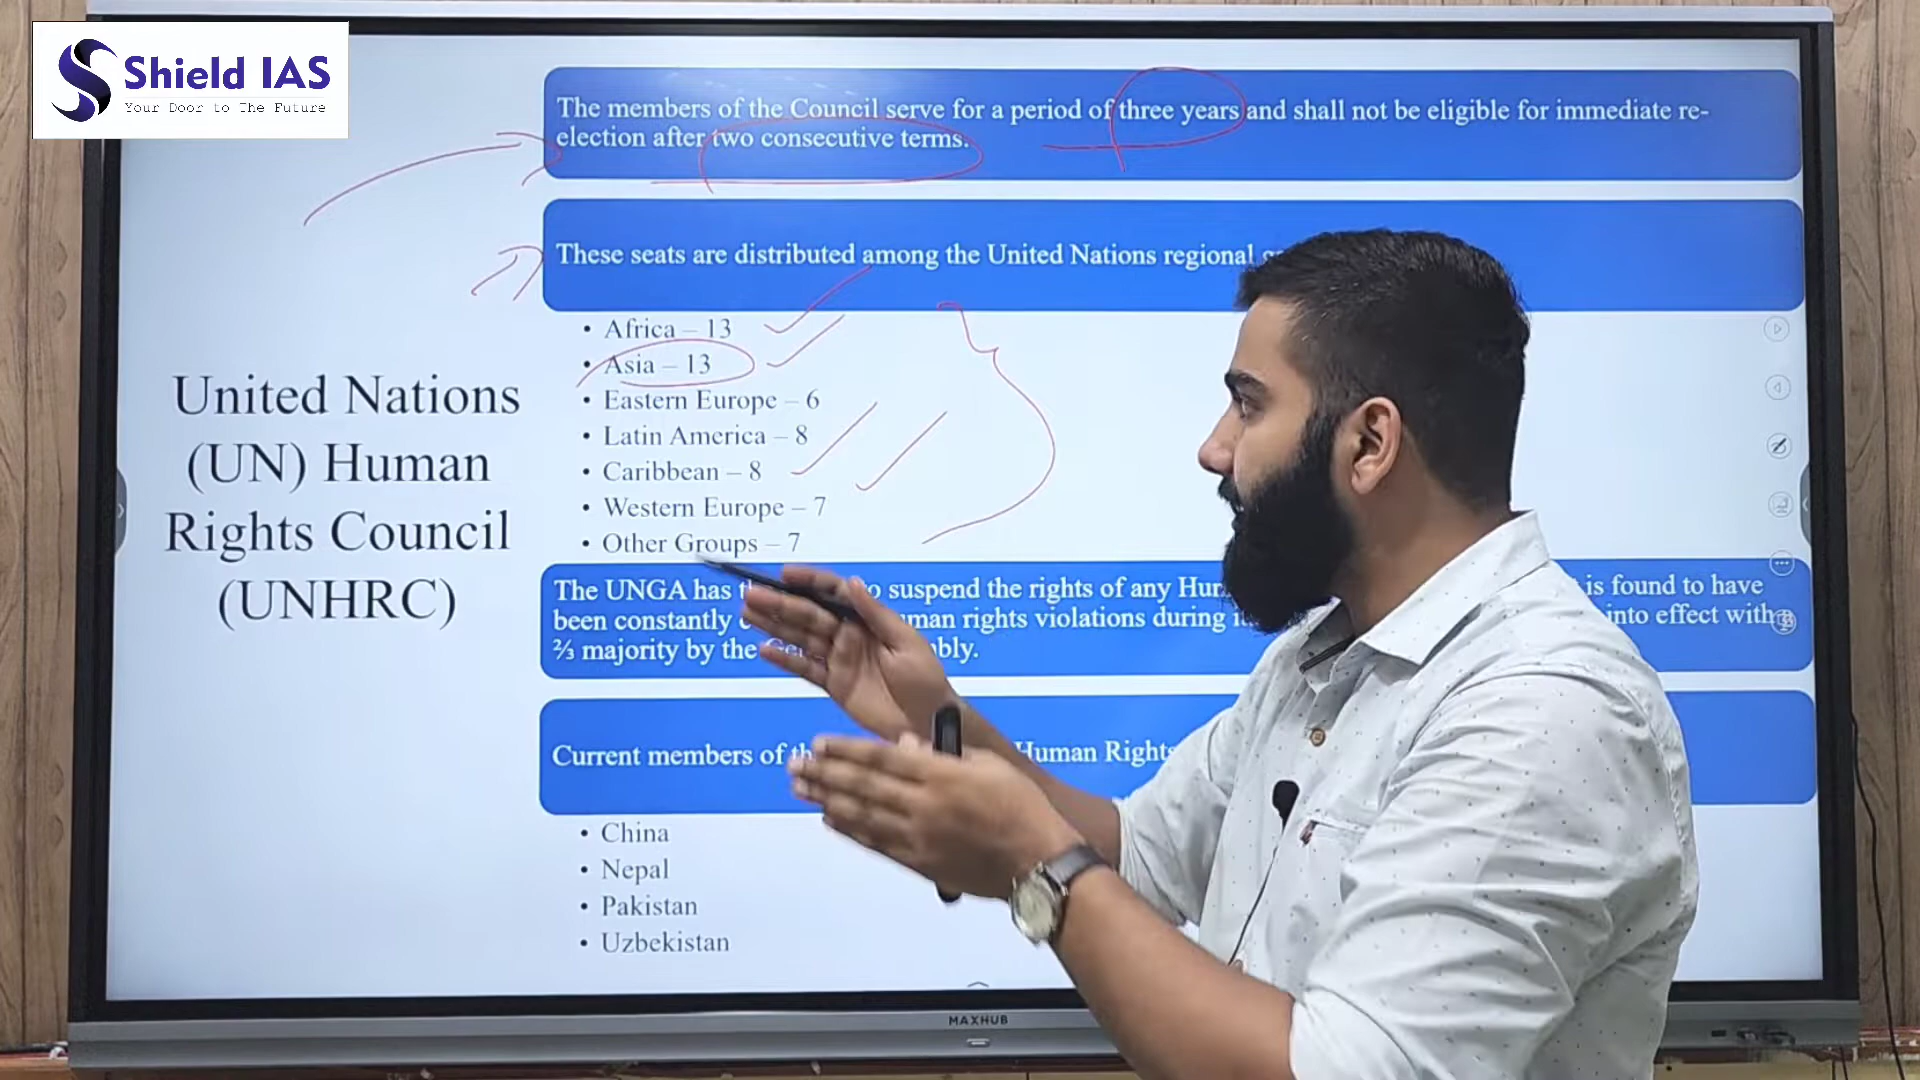 Shield IAS
Your Door to The Future
The members of the Council serve for a period of three years and shall not be eligible for immediate re-
election after two consecutive terms.
These seats are distributed among the United Nations regional
• Africa – 13
• Asia – 13
• Eastern Europe – 6
• Latin America – 8
• Caribbean – 8
• Western Europe – 7
• Other Groups – 7
United Nations
(UN) Human
Rights Council
(UNHRC)
The UNGA has to suspend the rights of any is found to have
been constantly rights violations during into effect with
⅔ majority by the
Current members of Human Rights
• China
• Nepal
• Pakistan
• Uzbekistan
MAXHUB